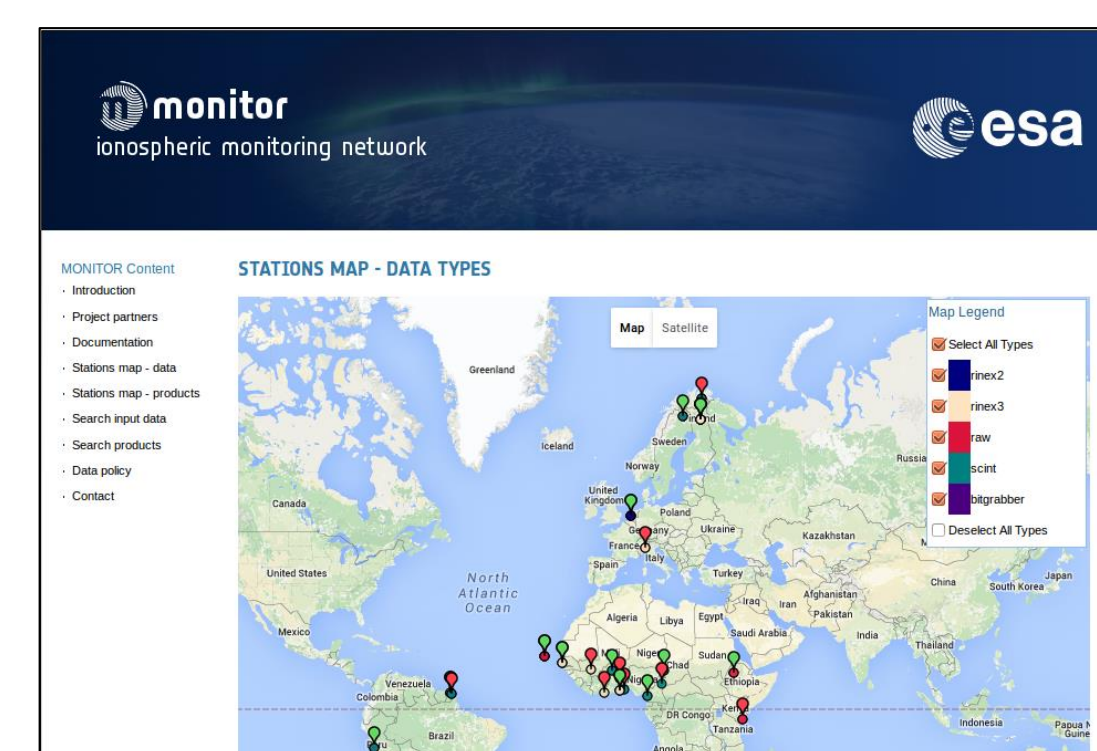 monitor
ionospheric monitoring network
esa
MONITOR Content
· Introduction
· Project partners
· Documentation
· Stations map - data
· Stations map - products
· Search input data
· Search products
· Data policy
· Contact
STATIONS MAP - DATA TYPES
Map Satellite
Map Legend
Select All Types
rinex2
rinex3
raw
scint
bitgrabber
Deselect All Types
Greenland
Iceland
Sweden
Norway
United
Kingdom
Poland
Ukraine
France
Italy
Spain
Turkey
Kazakhstan
Russia
Canada
United States
Mexico
North
Atlantic
Ocean
Algeria
Libya
Egypt
Iraq
Iran
Afghanistan
Pakistan
Saudi Arabia
India
China
South Korea
Japan
Thailand
Niger
Chad
Sudan
Ethiopia
DR Congo
Tanzania
Angola
Venezuela
Colombia
Brazil
Indonesia
Papua N
Guine